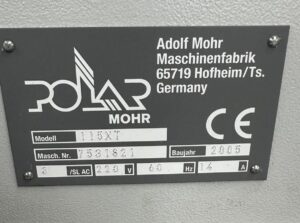 Adolf Mohr
Maschinenfabrik
65719 Hofheim/Ts.
Germany
POLAR
MOHR
CE
Modell 115XT
Masch. Nr. 7531821 Baujahr 2005
3 /SL AC 220 V 60 Hz 14 A